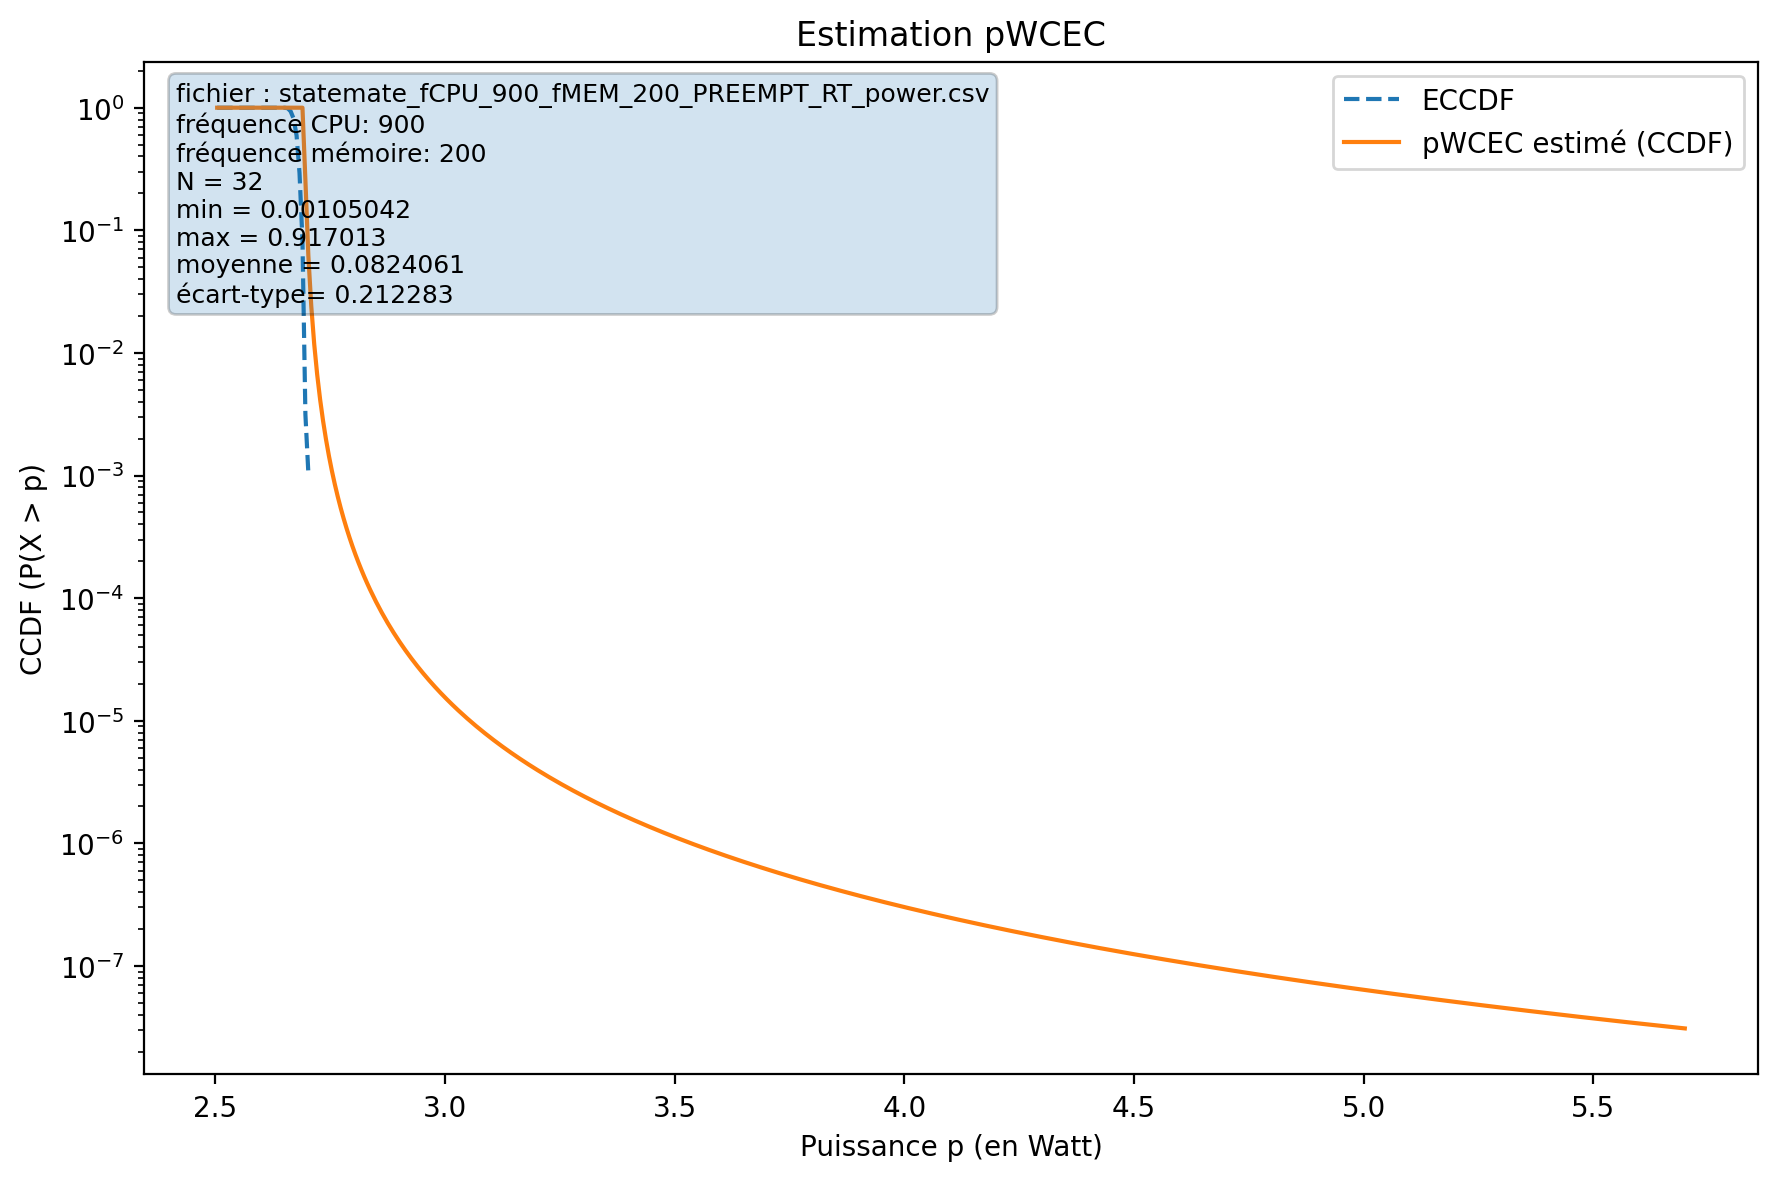 Estimation pWCEC
fichier : statemate_fCPU_900_fMEM_200_PREEMPT_RT_power.csv
fréquence CPU: 900
fréquence mémoire: 200
N = 32
min = 0.00105042
max = 0.917013
moyenne = 0.0824061
écart-type= 0.212283
ECCDF
pWCEC estimé (CCDF)
CCDF (P(X > p)
10⁰
10⁻¹
10⁻²
10⁻³
10⁻⁴
10⁻⁵
10⁻⁶
10⁻⁷
2.5 3.0 3.5 4.0 4.5 5.0 5.5
Puissance p (en Watt)